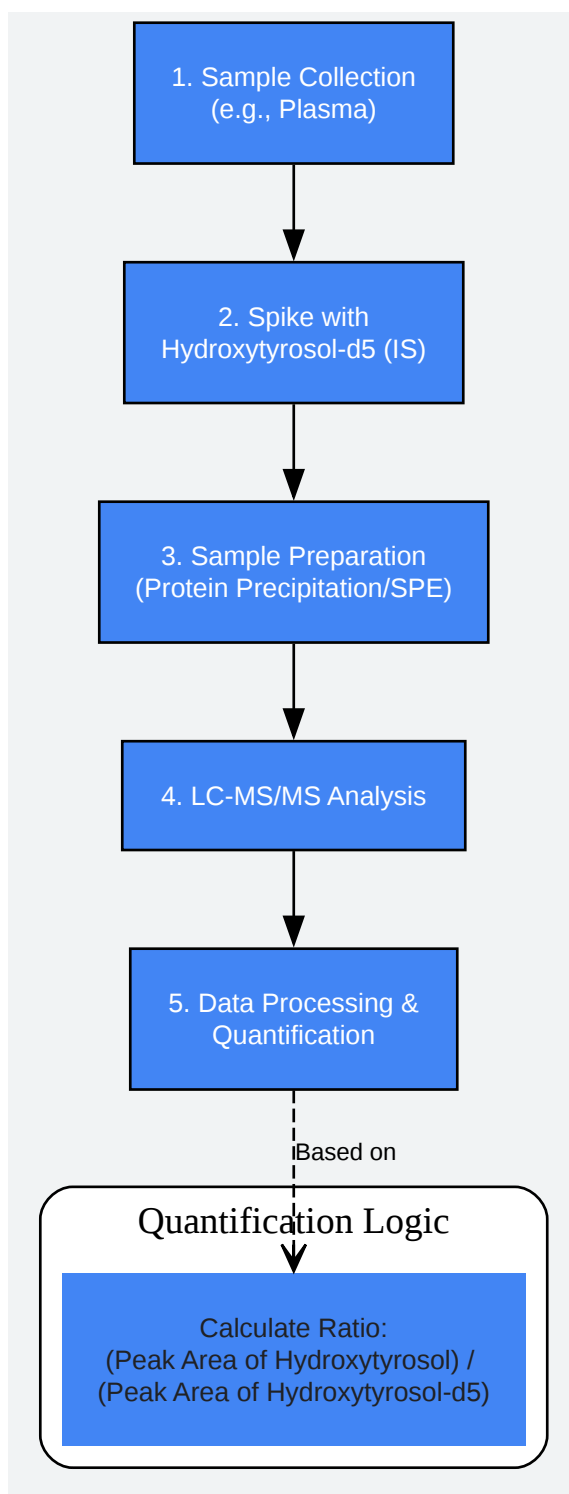 1. Sample Collection
(e.g., Plasma)
2. Spike with
Hydroxytyrosol-d5 (IS)
3. Sample Preparation
(Protein Precipitation/SPE)
4. LC-MS/MS Analysis
5. Data Processing &
Quantification
Based on
Quantification Logic
Calculate Ratio:
(Peak Area of Hydroxytyrosol) /
(Peak Area of Hydroxytyrosol-d5)